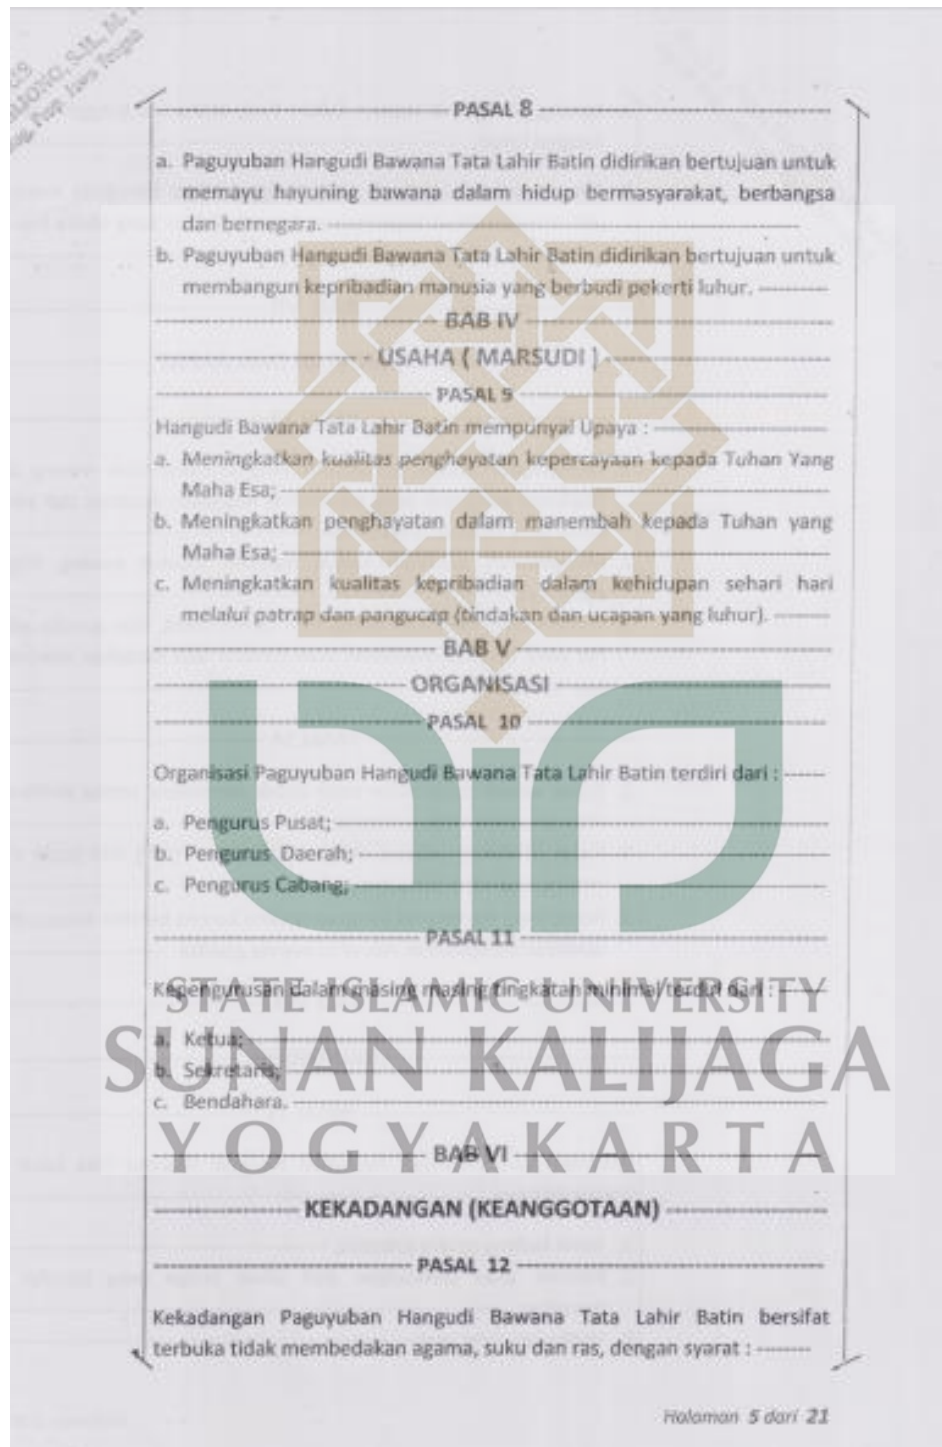 PASAL 8
a. Paguyuban Hangudi Bawana Tata Lahir Batin didirikan bertujuan untuk
memayu hayuning bawana dalam hidup bermasyarakat, berbangsa
dan bernegara.
b. Paguyuban Hangudi Bawana Tata Lahir Batin didirikan bertujuan untuk
membangun kepribadian manusia yang berbudi pekerti luhur.
BAB IV
USAHA ( MARSUDI )
PASAL 9
Hangudi Bawana Tata Lahir Batin mempunyai Upaya :
a. Meningkatkan kualitas penghayatan kepercayaan kepada Tuhan Yang
Maha Esa;
b. Meningkatkan penghayatan dalam manembah kepada Tuhan yang
Maha Esa;
c. Meningkatkan kualitas kepribadian dalam kehidupan sehari hari
melalui patrap dan pangucap (tindakan dan ucapan yang luhur).
BAB V
ORGANISASI
PASAL 10
Organisasi Paguyuban Hangudi Bawana Tata Lahir Batin terdiri dari :
a. Pengurus Pusat;
b. Pengurus Daerah;
c. Pengurus Cabang;
PASAL 11
Kepengurusan dalam masing masing tingkatan minimal terdiri dari :
STATE ISLAMIC UNIVERSITY
a. Ketua;
SUNAN KALIJAGA
b. Sekretaris;
c. Bendahara.
YOGYAKARTA
BAB VI
KEKADANGAN (KEANGGOTAAN)
PASAL 12
Kekadangan Paguyuban Hangudi Bawana Tata Lahir Batin bersifat
terbuka tidak membedakan agama, suku dan ras, dengan syarat :
Halaman 5 dari 21